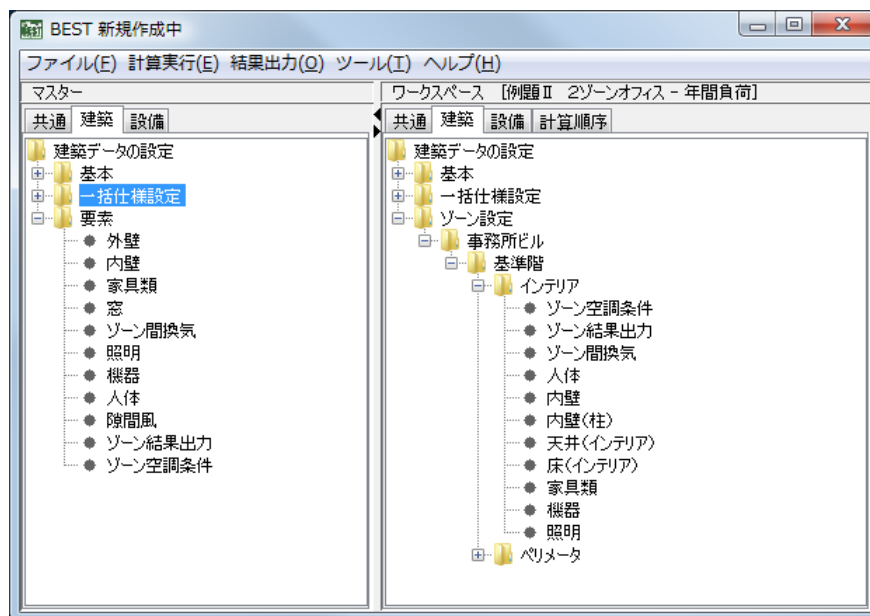 BEST 新規作成中
ファイル(F) 計算実行(E) 結果出力(O) ツール(T) ヘルプ(H)
マスター
共通 建築 設備
建築データの設定
基本
一括仕様設定
要素
外壁
内壁
家具類
窓
ゾーン間換気
照明
機器
人体
隙間風
ゾーン結果出力
ゾーン空調条件
ワークスペース [例題Ⅱ 2ゾーンオフィス - 年間負荷]
共通 建築 設備 計算順序
建築データの設定
基本
一括仕様設定
ゾーン設定
事務所ビル
基準階
インテリア
ゾーン空調条件
ゾーン結果出力
ゾーン間換気
人体
内壁
内壁(柱)
天井(インテリア)
床(インテリア)
家具類
機器
照明
ペリメータ